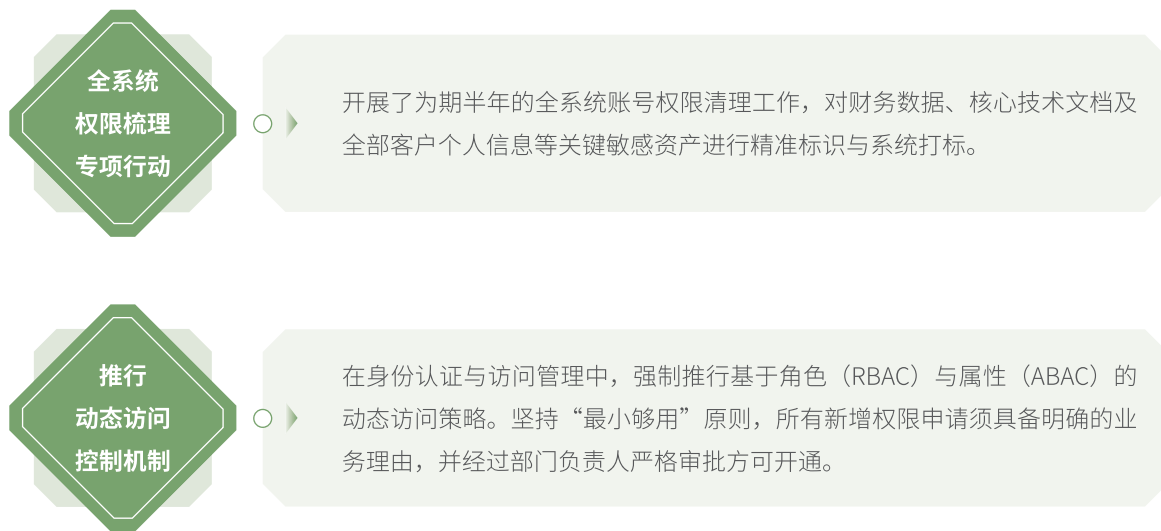 全系统
权限梳理
专项行动
开展了为期半年的全系统账号权限清理工作，对财务数据、核心技术文档及
全部客户个人信息等关键敏感资产进行精准标识与系统打标。
推行
动态访问
控制机制
在身份认证与访问管理中，强制推行基于角色（RBAC）与属性（ABAC）的
动态访问策略。坚持“最小够用”原则，所有新增权限申请须具备明确的业
务理由，并经过部门负责人严格审批方可开通。